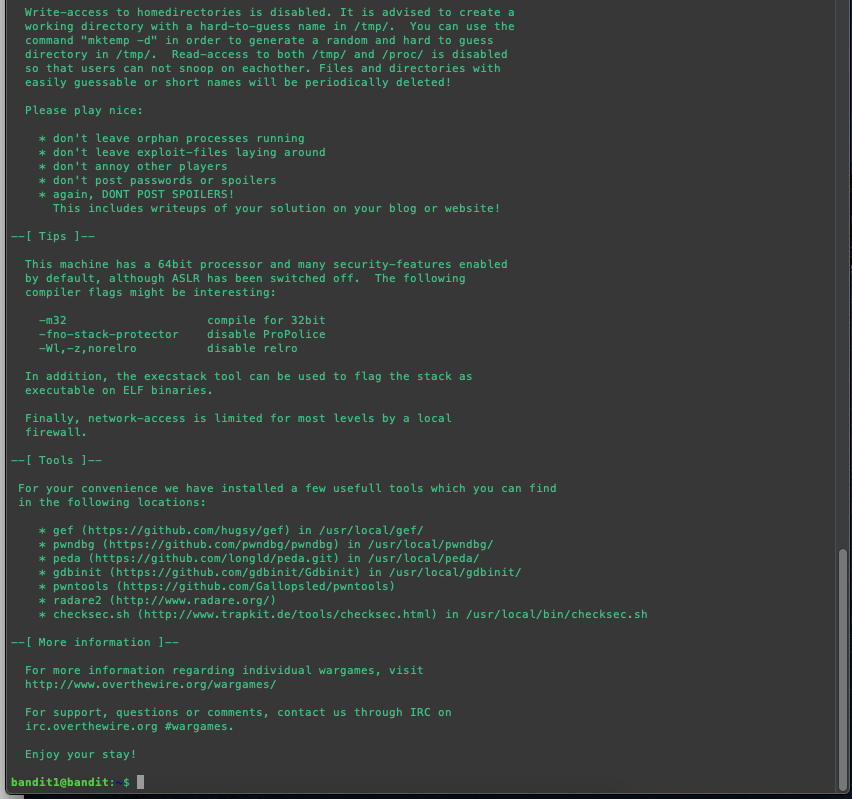 Write-access to homedirectories is disabled. It is advised to create a
working directory with a hard-to-guess name in /tmp/.  You can use the
command "mktemp -d" in order to generate a random and hard to guess
directory in /tmp/.  Read-access to both /tmp/ and /proc/ is disabled
so that users can not snoop on eachother. Files and directories with
easily guessable or short names will be periodically deleted!

Please play nice:

* don't leave orphan processes running
* don't leave exploit-files laying around
* don't annoy other players
* don't post passwords or spoilers
* again, DONT POST SPOILERS!
This includes writeups of your solution on your blog or website!

--[ Tips ]--

This machine has a 64bit processor and many security-features enabled
by default, although ASLR has been switched off.  The following
compiler flags might be interesting:

-m32                    compile for 32bit
-fno-stack-protector    disable ProPolice
-Wl,-z,norelro          disable relro

In addition, the execstack tool can be used to flag the stack as
executable on ELF binaries.

Finally, network-access is limited for most levels by a local
firewall.

--[ Tools ]--

For your convenience we have installed a few usefull tools which you can find
in the following locations:

* gef (https://github.com/hugsy/gef) in /usr/local/gef/
* pwndbg (https://github.com/pwndbg/pwndbg) in /usr/local/pwndbg/
* peda (https://github.com/longld/peda.git) in /usr/local/peda/
* gdbinit (https://github.com/gdbinit/Gdbinit) in /usr/local/gdbinit/
* pwntools (https://github.com/Gallopsled/pwntools)
* radare2 (http://www.radare.org/)
* checksec.sh (http://www.trapkit.de/tools/checksec.html) in /usr/local/bin/checksec.sh

--[ More information ]--

For more information regarding individual wargames, visit
http://www.overthewire.org/wargames/

For support, questions or comments, contact us through IRC on
irc.overthewire.org #wargames.

Enjoy your stay!

bandit1@bandit:~$